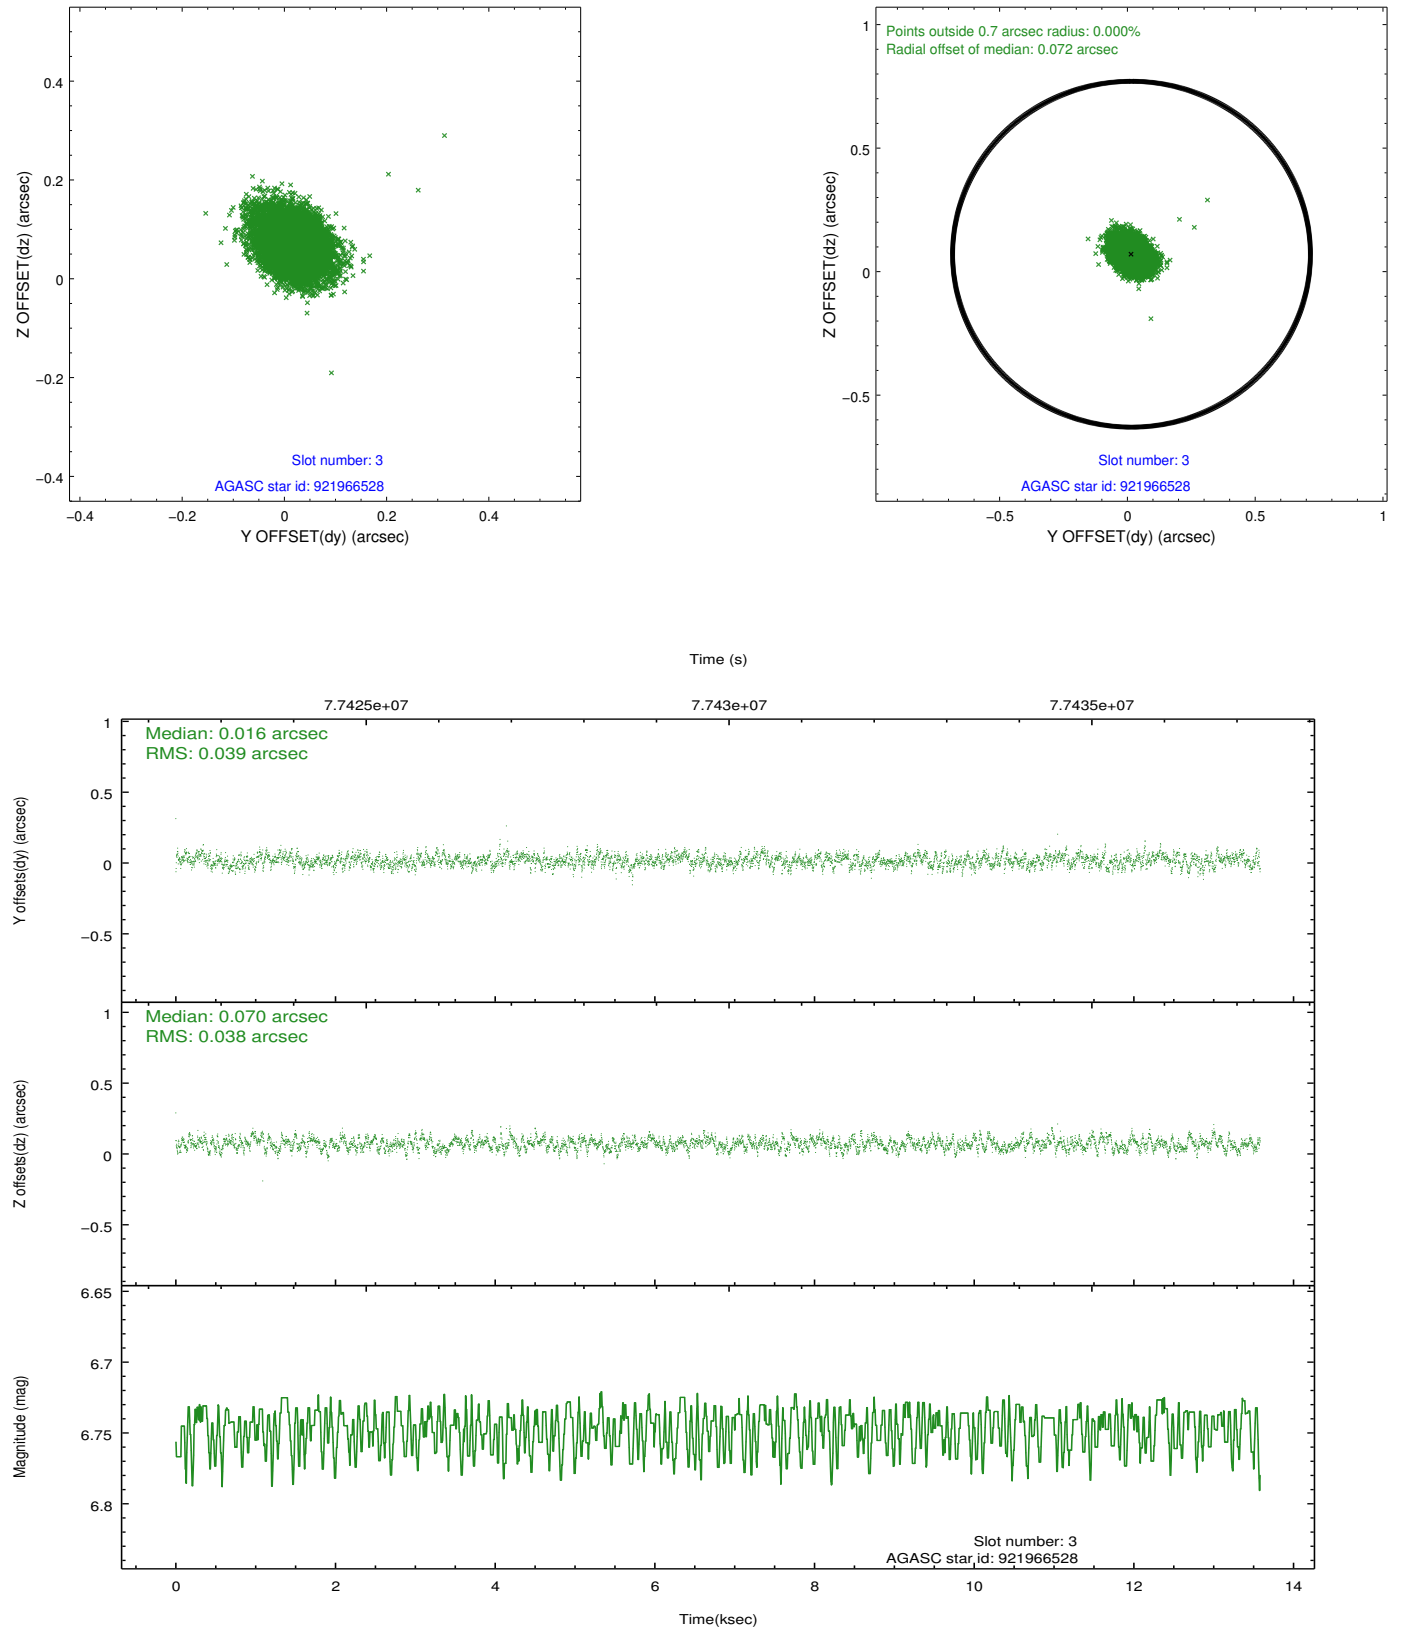 0.4
0.2
0
−0.2
−0.4
−0.4
−0.2
0
0.2
0.4
Z OFFSET(dz) (arcsec)
Y OFFSET(dy) (arcsec)
Slot number: 3
AGASC star id: 921966528
Points outside 0.7 arcsec radius: 0.000%
Radial offset of median: 0.072 arcsec
1
0.5
0
−0.5
−0.5
0
0.5
1
Z OFFSET(dz) (arcsec)
Y OFFSET(dy) (arcsec)
Slot number: 3
AGASC star id: 921966528
Time (s)
7.7425e+07
7.743e+07
7.7435e+07
Median: 0.016 arcsec
RMS: 0.039 arcsec
1
0.5
0
−0.5
Y offsets(dy) (arcsec)
Median: 0.070 arcsec
RMS: 0.038 arcsec
1
0.5
0
−0.5
Z offsets(dz) (arcsec)
6.65
6.7
6.75
6.8
Magnitude (mag)
Slot number: 3
AGASC star id: 921966528
0
2
4
6
8
10
12
14
Time(ksec)